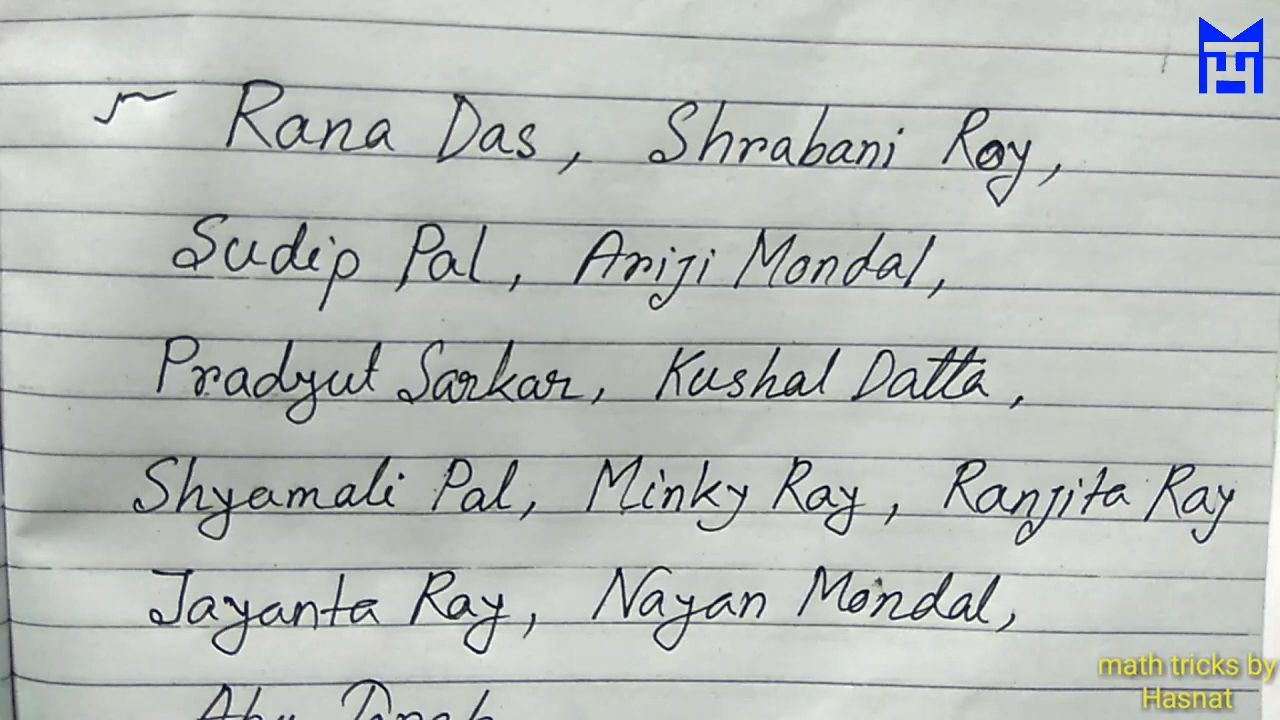 Rana Das, Shrabani Roy,
Sudip Pal, Ariji Mondal,
Pradyut Sarkar, Kushal Datta,
Shyamali Pal, Minky Ray, Ranjita Ray
Jayanta Ray, Nayan Mondal,
math tricks by
Hasnat